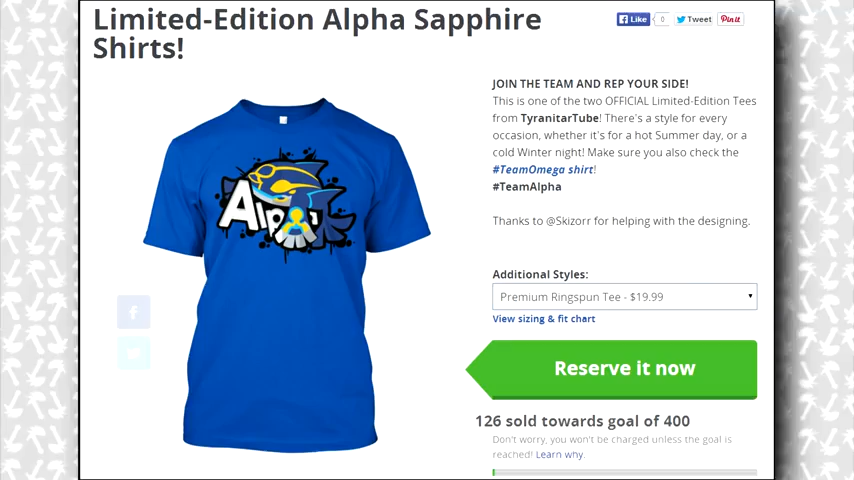 Limited-Edition Alpha Sapphire
Shirts!
Like
0
Tweet
Pin it
JOIN THE TEAM AND REP YOUR SIDE!
This is one of the two OFFICIAL Limited-Edition Tees
from TyranitarTube! There's a style for every
occasion, whether it's for a hot Summer day, or a
cold Winter night! Make sure you also check the
#TeamOmega shirt!
#TeamAlpha
Thanks to @Skizorr for helping with the designing.
Alpha
Additional Styles:
Premium Ringspun Tee - $19.99
View sizing & fit chart
Reserve it now
126 sold towards goal of 400
Don't worry, you won't be charged unless the goal is
reached! Learn why.